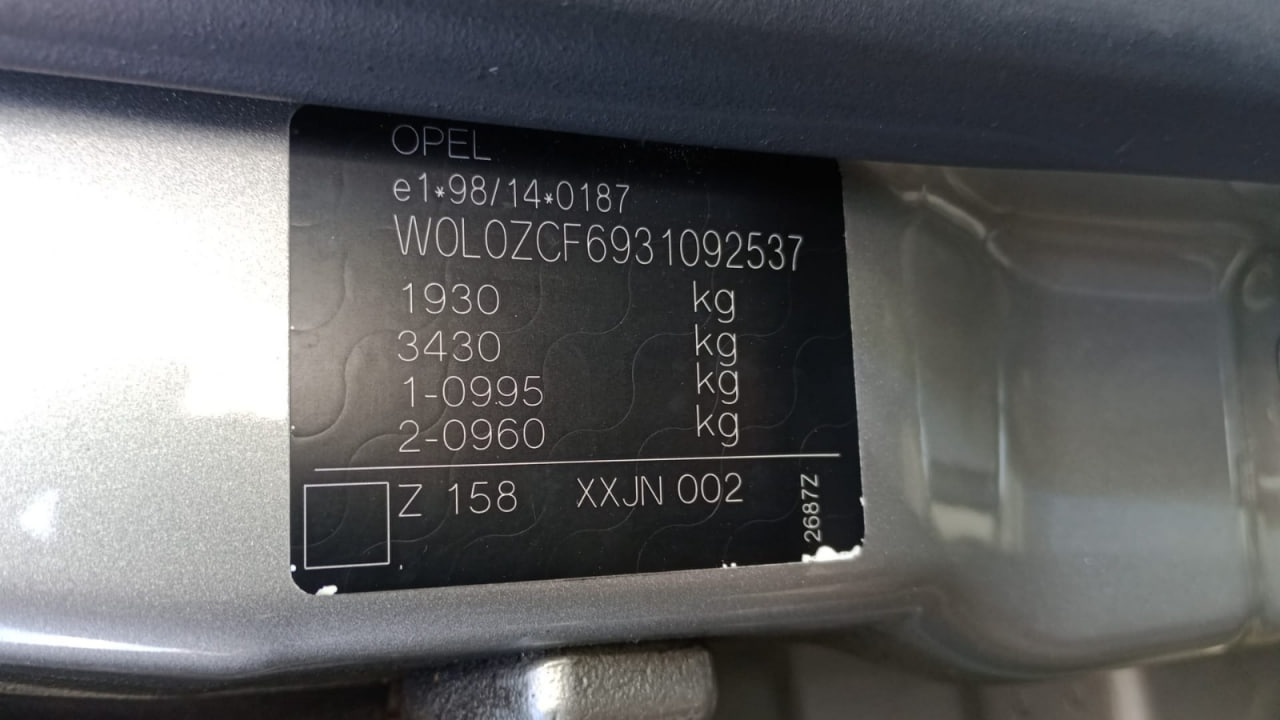 OPEL
e1*98/14*0187
W0L0ZCF6931092537
1930 kg
3430 kg
1-0995 kg
2-0960 kg
Z 158 XXJN 002
2687Z